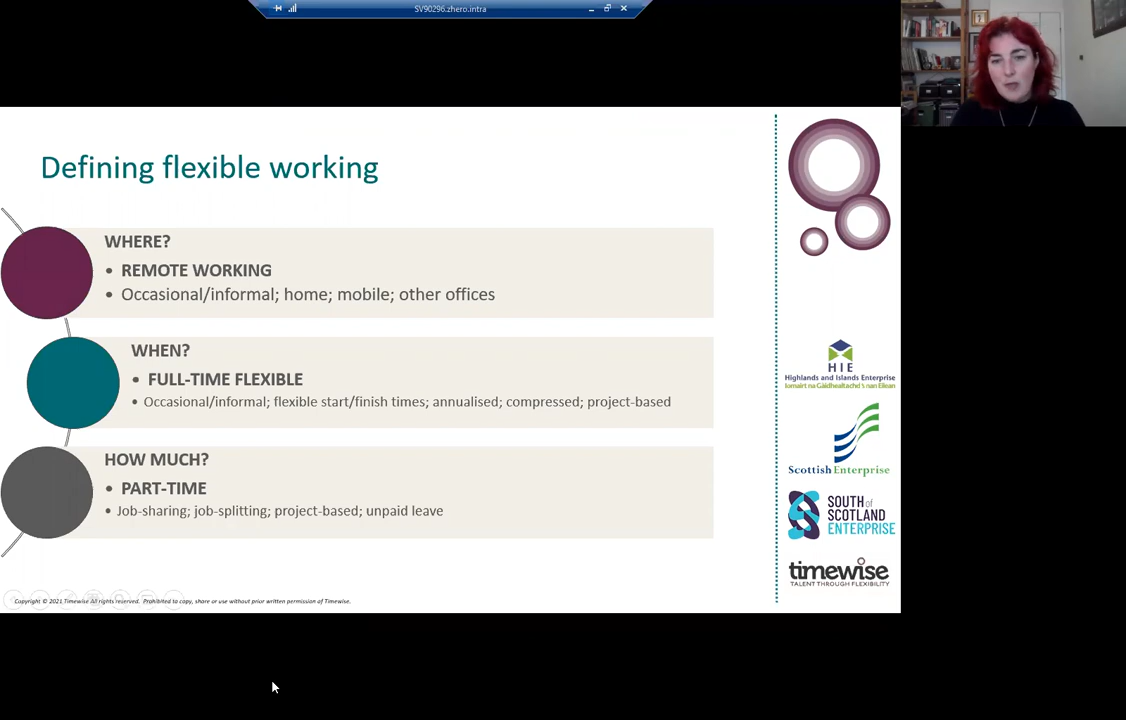 SV90296.zhero.intra
Defining flexible working
WHERE?
• REMOTE WORKING
• Occasional/informal; home; mobile; other offices
WHEN?
• FULL-TIME FLEXIBLE
• Occasional/informal; flexible start/finish times; annualised; compressed; project-based
HOW MUCH?
• PART-TIME
• Job-sharing; job-splitting; project-based; unpaid leave
HIE
Highlands and Islands Enterprise
Iomairt na Gàidhealtachd 's nan Eilean
Scottish Enterprise
SOUTH of
SCOTLAND
ENTERPRISE
timewise
TALENT THROUGH FLEXIBILITY
Copyright © 2021 Timewise All rights reserved. Prohibited to copy, share or use without prior written permission of Timewise.